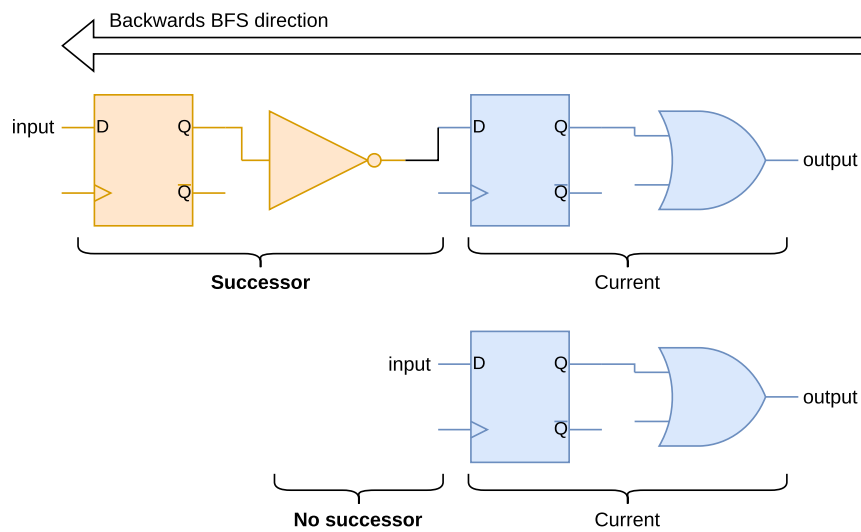 Backwards BFS direction
input
D
Q
Q̅
D
Q
Q̅
output
Successor
Current
input
D
Q
Q̅
output
No successor
Current